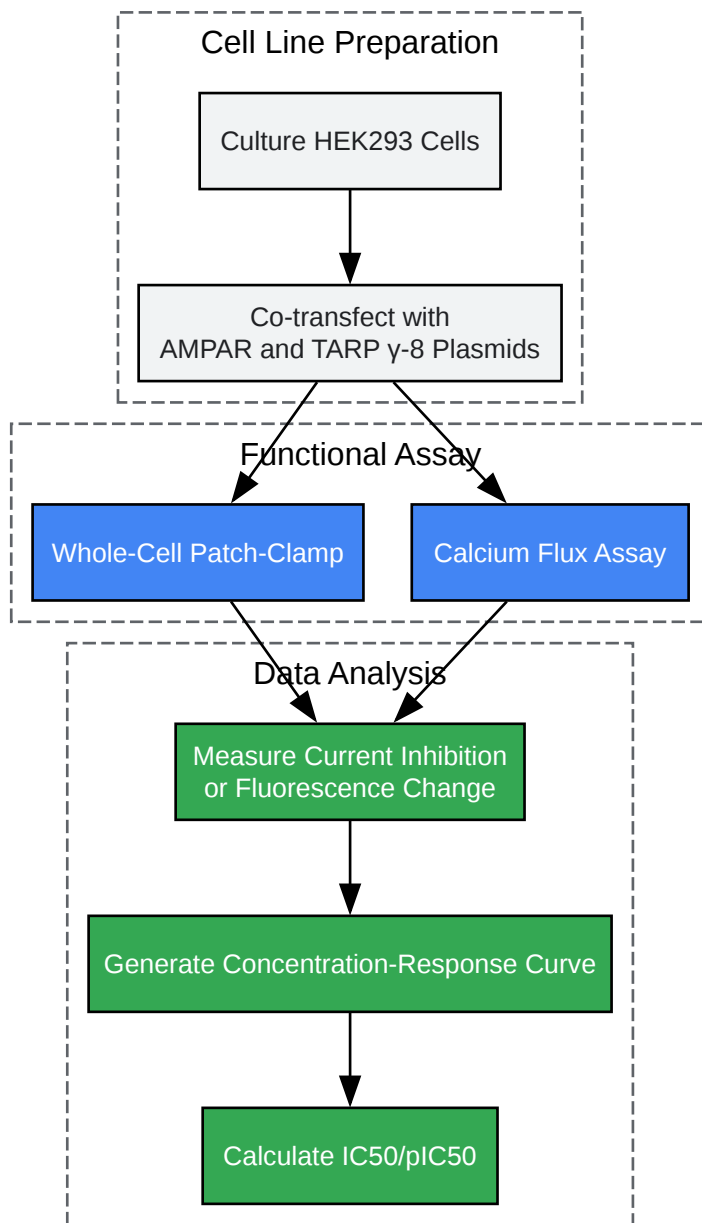 Cell Line Preparation
Culture HEK293 Cells
Co-transfect with
AMPAR and TARP γ-8 Plasmids
Functional Assay
Whole-Cell Patch-Clamp
Calcium Flux Assay
Data Analysis
Measure Current Inhibition
or Fluorescence Change
Generate Concentration-Response Curve
Calculate IC50/pIC50